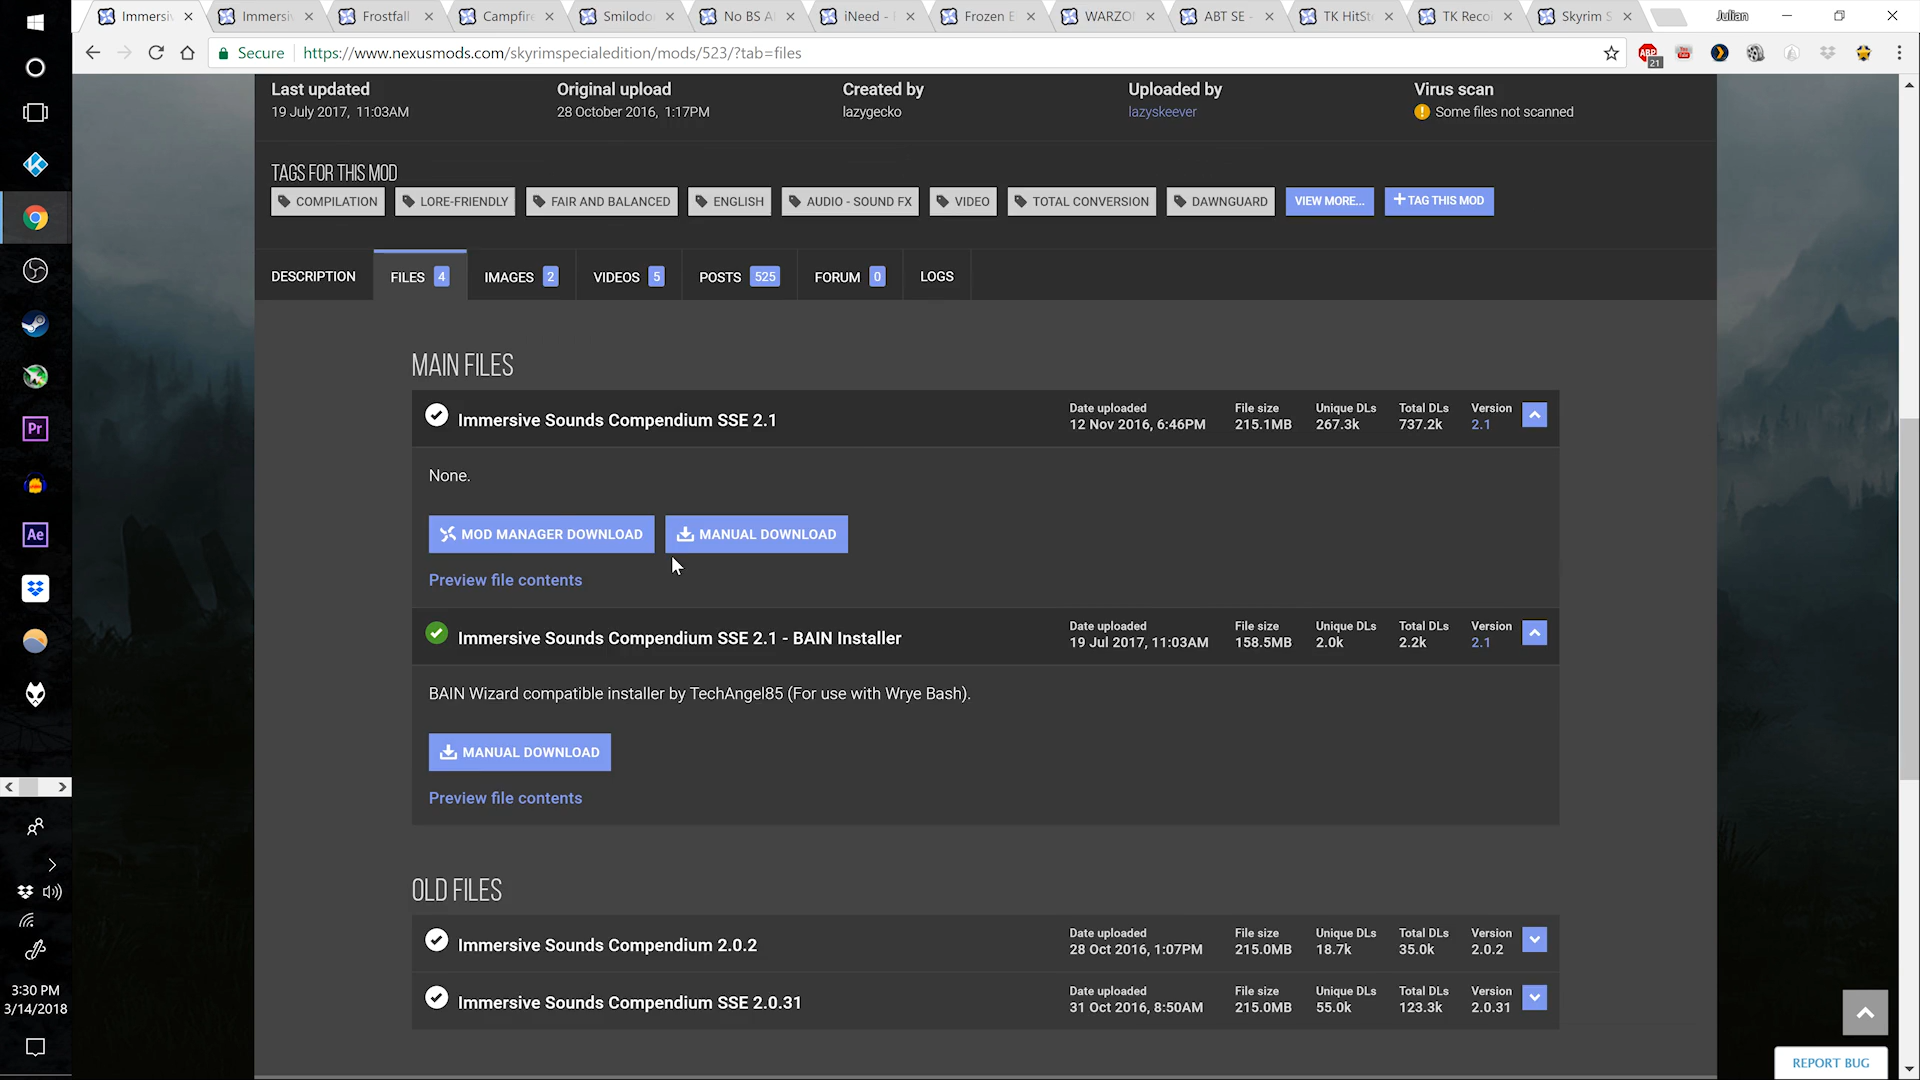 Immersiv
Immersiv
Frostfall
Campfire
Smilodo
No BS A
iNeed -
Frozen E
WARZO
ABT SE -
TK HitSt
TK Recoi
Skyrim S
Julian
Secure
https://www.nexusmods.com/skyrimspecialedition/mods/523/?tab=files
ABP
21
Last updated
19 July 2017, 11:03AM
Original upload
28 October 2016, 1:17PM
Created by
lazygecko
Uploaded by
lazyskeever
Virus scan
Some files not scanned
TAGS FOR THIS MOD
COMPILATION
LORE-FRIENDLY
FAIR AND BALANCED
ENGLISH
AUDIO - SOUND FX
VIDEO
TOTAL CONVERSION
DAWNGUARD
VIEW MORE...
+ TAG THIS MOD
DESCRIPTION
FILES 4
IMAGES 2
VIDEOS 5
POSTS 525
FORUM 0
LOGS
MAIN FILES
Immersive Sounds Compendium SSE 2.1
Date uploaded
12 Nov 2016, 6:46PM
File size
215.1MB
Unique DLs
267.3k
Total DLs
737.2k
Version
2.1
None.
MOD MANAGER DOWNLOAD
MANUAL DOWNLOAD
Preview file contents
Immersive Sounds Compendium SSE 2.1 - BAIN Installer
Date uploaded
19 Jul 2017, 11:03AM
File size
158.5MB
Unique DLs
2.0k
Total DLs
2.2k
Version
2.1
BAIN Wizard compatible installer by TechAngel85 (For use with Wrye Bash).
MANUAL DOWNLOAD
Preview file contents
OLD FILES
Immersive Sounds Compendium 2.0.2
Date uploaded
28 Oct 2016, 1:07PM
File size
215.0MB
Unique DLs
18.7k
Total DLs
35.0k
Version
2.0.2
Immersive Sounds Compendium SSE 2.0.31
Date uploaded
31 Oct 2016, 8:50AM
File size
215.0MB
Unique DLs
55.0k
Total DLs
123.3k
Version
2.0.31
REPORT BUG
Pr
Ae
3:30 PM
3/14/2018